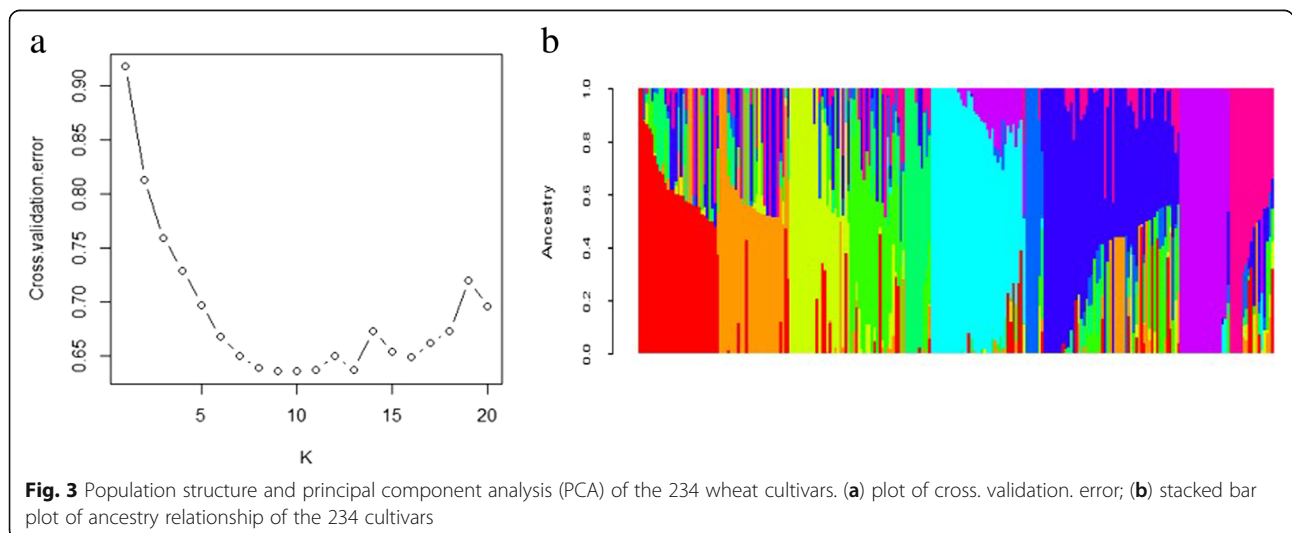 a
Cross.validation.error
0.90
0.85
0.80
0.75
0.70
0.65
5
10
15
20
K
b
Ancestry
1.0
0.8
0.6
0.4
0.2
0.0
Fig. 3 Population structure and principal component analysis (PCA) of the 234 wheat cultivars. (a) plot of cross. validation. error; (b) stacked bar
plot of ancestry relationship of the 234 cultivars